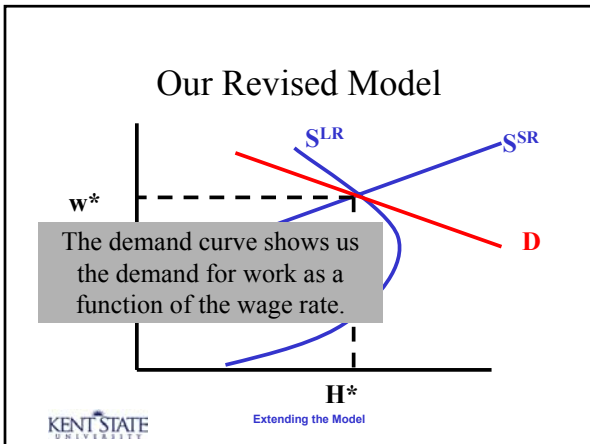 Our Revised Model
S^LR
S^SR
w*
The demand curve shows us
the demand for work as a
function of the wage rate.
D
H*
KENT STATE
UNIVERSITY
Extending the Model